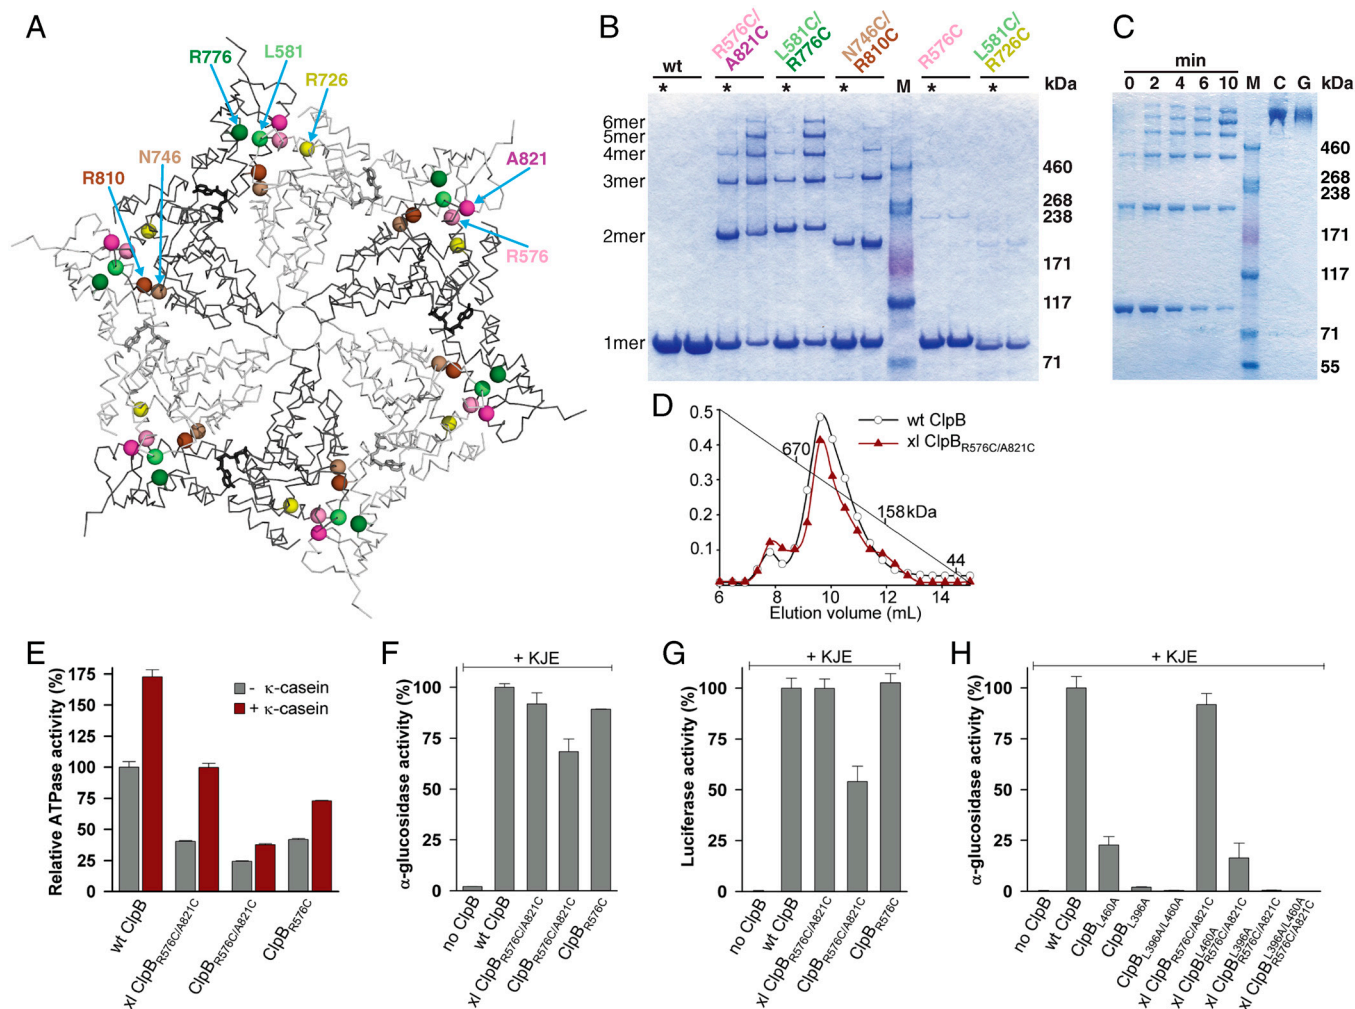 A
R776
L581
R726
N746
R810
A821
R576
B
R576C/
A821C
L581C/
R776C
N746C/
R810C
R576C
L581C/
R726C
wt
kDa
* * * * M * *
6mer
5mer
4mer
3mer
2mer
1mer
460
268
238
171
117
71
C
min
0 2 4 6 10 M C G kDa
460
268
238
171
117
71
55
D
0.5
0.4
0.3
0.2
0.1
670
158 kDa
44
wt ClpB
xl ClpBR576C/A821C
6 8 10 12 14
Elution volume (mL)
E
Relative ATPase activity (%)
175
150
125
100
75
50
25
0
- κ-casein
+ κ-casein
wt ClpB
xl ClpBR576C/A821C
ClpBR576C/A821C
ClpBR576C
F
+ KJE
α-glucosidase activity (%)
100
75
50
25
0
no ClpB
wt ClpB
xl ClpBR576C/A821C
ClpBR576C/A821C
ClpBR576C
G
+ KJE
Luciferase activity (%)
100
75
50
25
0
no ClpB
wt ClpB
xl ClpBR576C/A821C
ClpBR576C/A821C
ClpBR576C
H
+ KJE
α-glucosidase activity (%)
100
75
50
25
0
no ClpB
wt ClpB
ClpBL460A
ClpBL396A
ClpBL396A/L460A
xl ClpBR576C/A821C
xl ClpBL460A
R576C/A821C
xl ClpBL396A
R576C/A821C
xl ClpBL396A/L460A
R576C/A821C